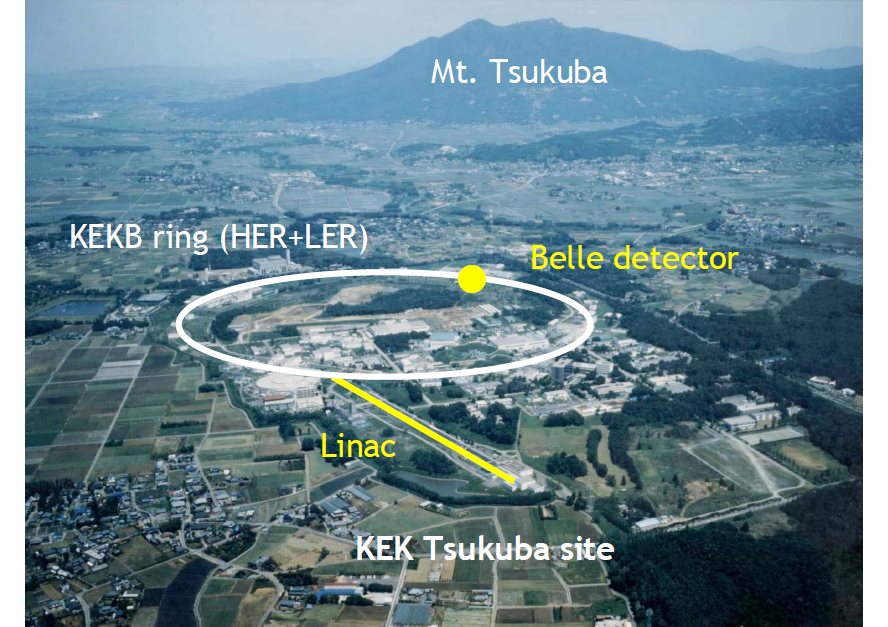 Mt. Tsukuba
KEKB ring (HER+LER)
Belle detector
Linac
KEK Tsukuba site